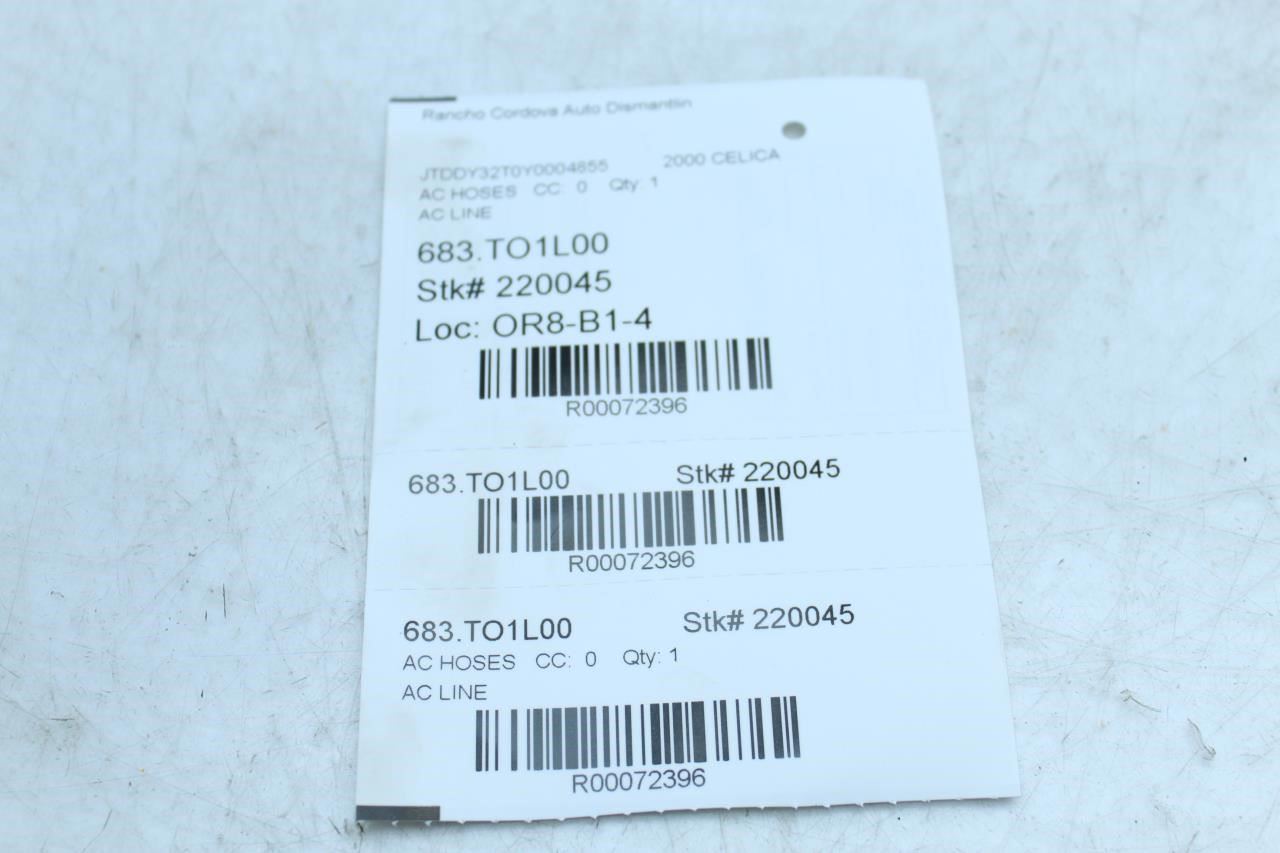 Rancho Cordova Auto Dismantlin
JTDDY32T0Y0004855 2000 CELICA
AC HOSES CC: 0 Qty: 1
AC LINE
683.TO1L00
Stk# 220045
Loc: OR8-B1-4
R00072396
683.TO1L00 Stk# 220045
R00072396
683.TO1L00 Stk# 220045
AC HOSES CC: 0 Qty: 1
AC LINE
R00072396